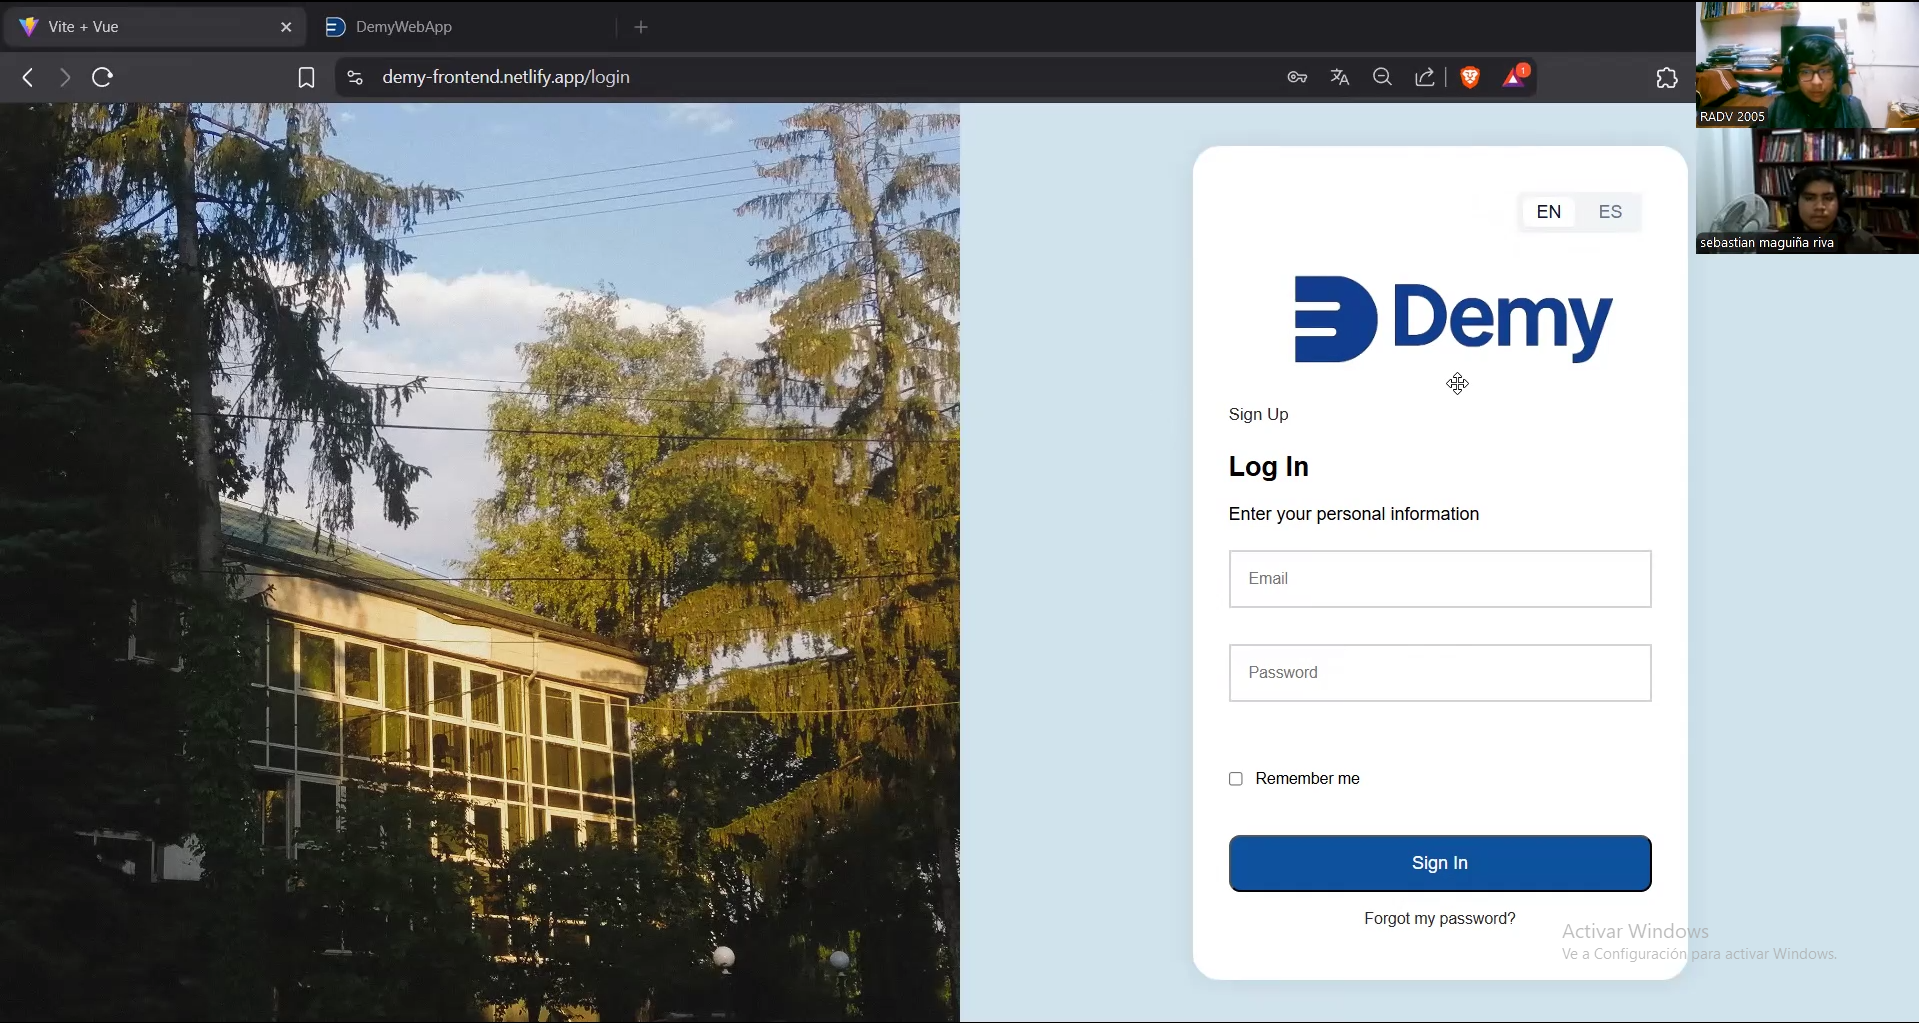 Vite + Vue
DemyWebApp
demy-frontend.netlify.app/login
1
RADV 2005
sebastian maguiña riva
EN
ES
Demy
Sign Up
Log In
Enter your personal information
Email
Password
Remember me
Sign In
Forgot my password?
Activar Windows
Ve a Configuración para activar Windows.